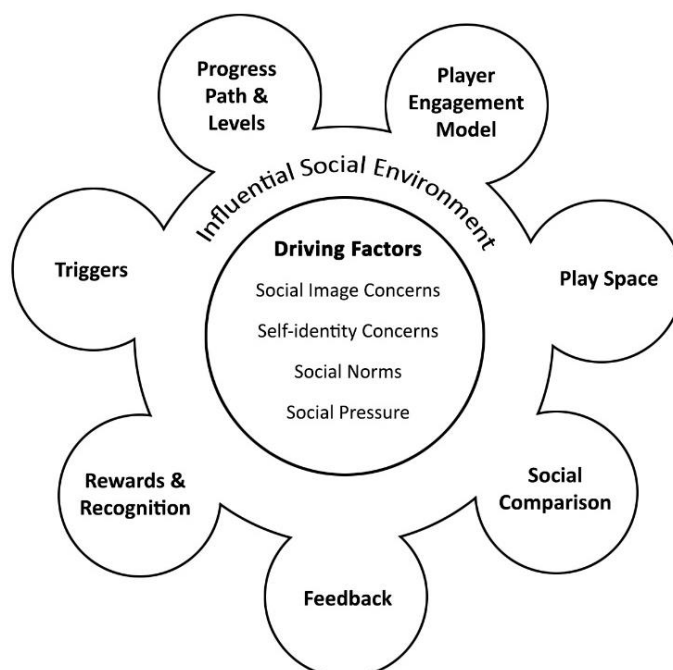 Progress
Path &
Levels
Player
Engagement
Model
Influential Social Environment
Driving Factors
Social Image Concerns
Self-identity Concerns
Social Norms
Social Pressure
Triggers
Play Space
Rewards &
Recognition
Social
Comparison
Feedback